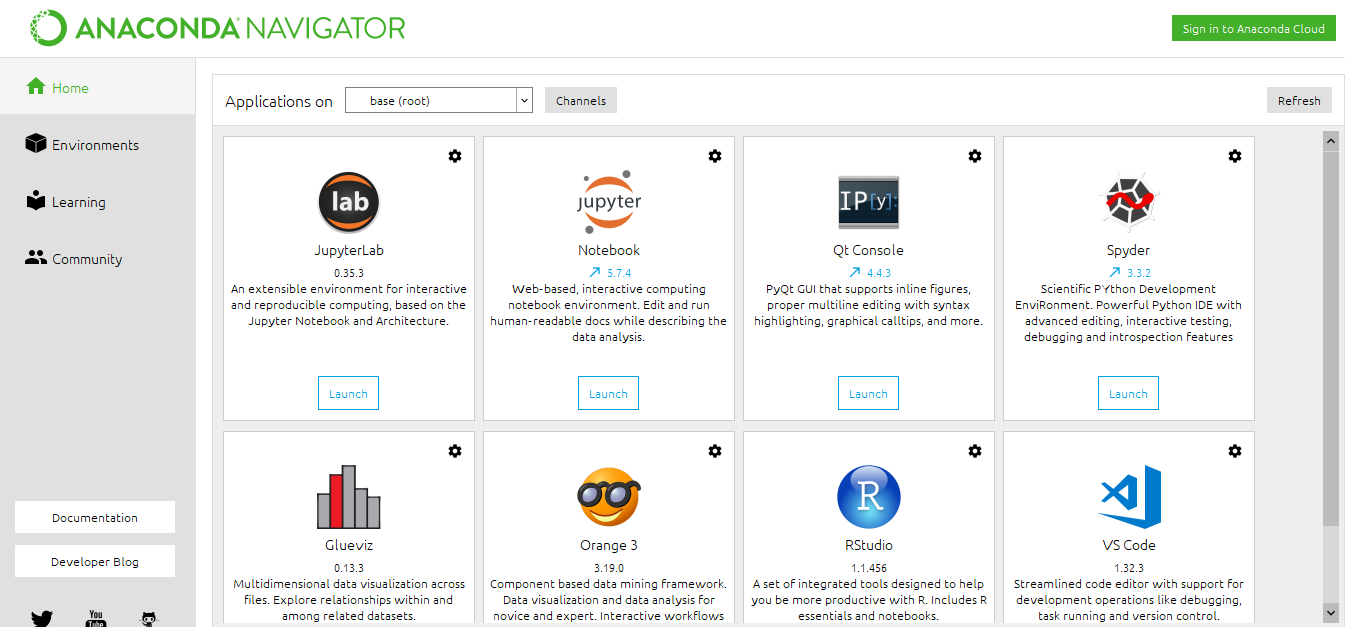 ANACONDA NAVIGATOR
Sign in to Anaconda Cloud
Home
Environments
Learning
Community
Documentation
Developer Blog
You
Tube
Applications on
base (root)
Channels
Refresh
lab
JupyterLab
0.35.3
An extensible environment for interactive
and reproducible computing, based on the
Jupyter Notebook and Architecture.
Launch
jupyter
Notebook
5.7.4
Web-based, interactive computing
notebook environment. Edit and run
human-readable docs while describing the
data analysis.
Launch
IP[y]:
Qt Console
4.4.3
PyQt GUI that supports inline figures,
proper multiline editing with syntax
highlighting, graphical calltips, and more.
Launch
Spyder
3.3.2
Scientific PYthon Development
EnviRonment. Powerful Python IDE with
advanced editing, interactive testing,
debugging and introspection features
Launch
Glueviz
0.13.3
Multidimensional data visualization across
files. Explore relationships within and
among related datasets.
Orange 3
3.19.0
Component based data mining framework.
Data visualization and data analysis for
novice and expert. Interactive workflows
R
RStudio
1.1.456
A set of integrated tools designed to help
you be more productive with R. Includes R
essentials and notebooks.
VS Code
1.32.3
Streamlined code editor with support for
development operations like debugging,
task running and version control.